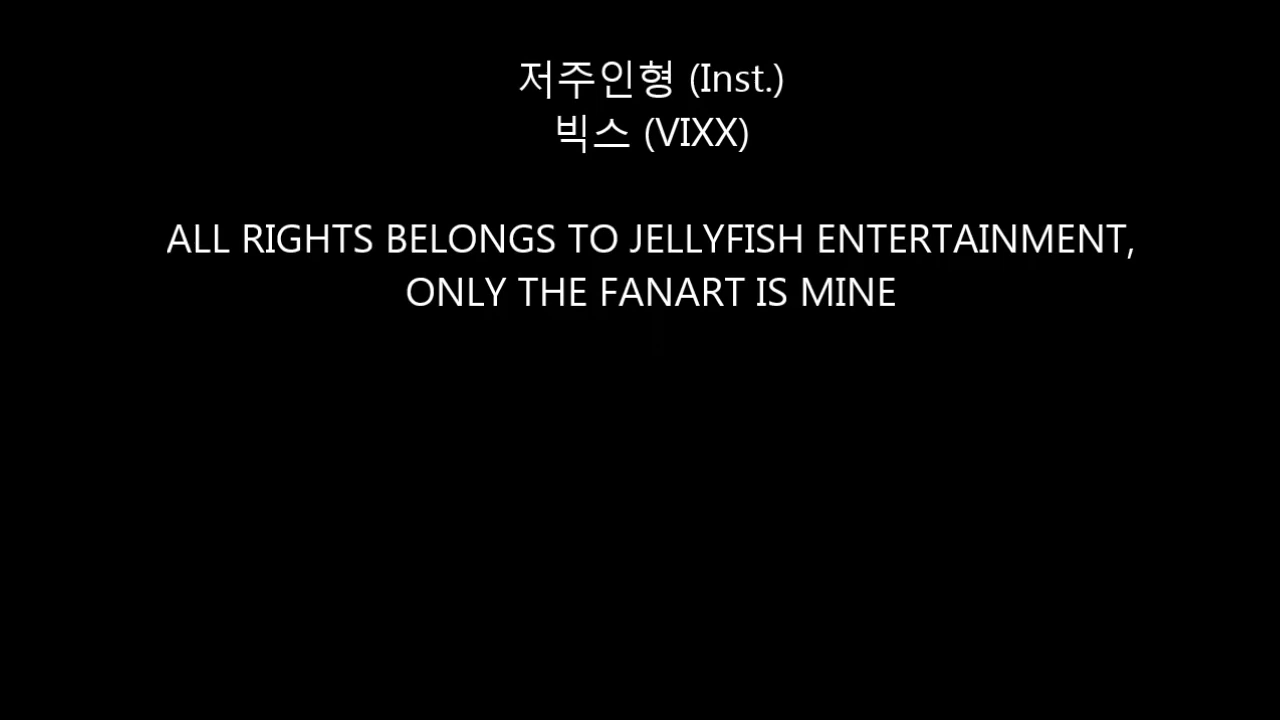 저주인형 (Inst.)
빅스 (VIXX)
ALL RIGHTS BELONGS TO JELLYFISH ENTERTAINMENT,
ONLY THE FANART IS MINE